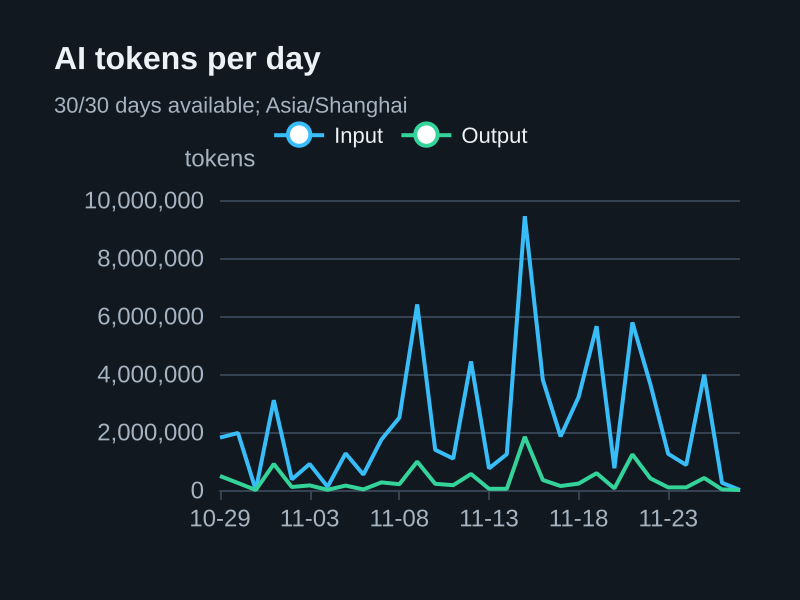 AI tokens per day
30/30 days available; Asia/Shanghai
Input Output
tokens
10,000,000
8,000,000
6,000,000
4,000,000
2,000,000
0
10-29 11-03 11-08 11-13 11-18 11-23